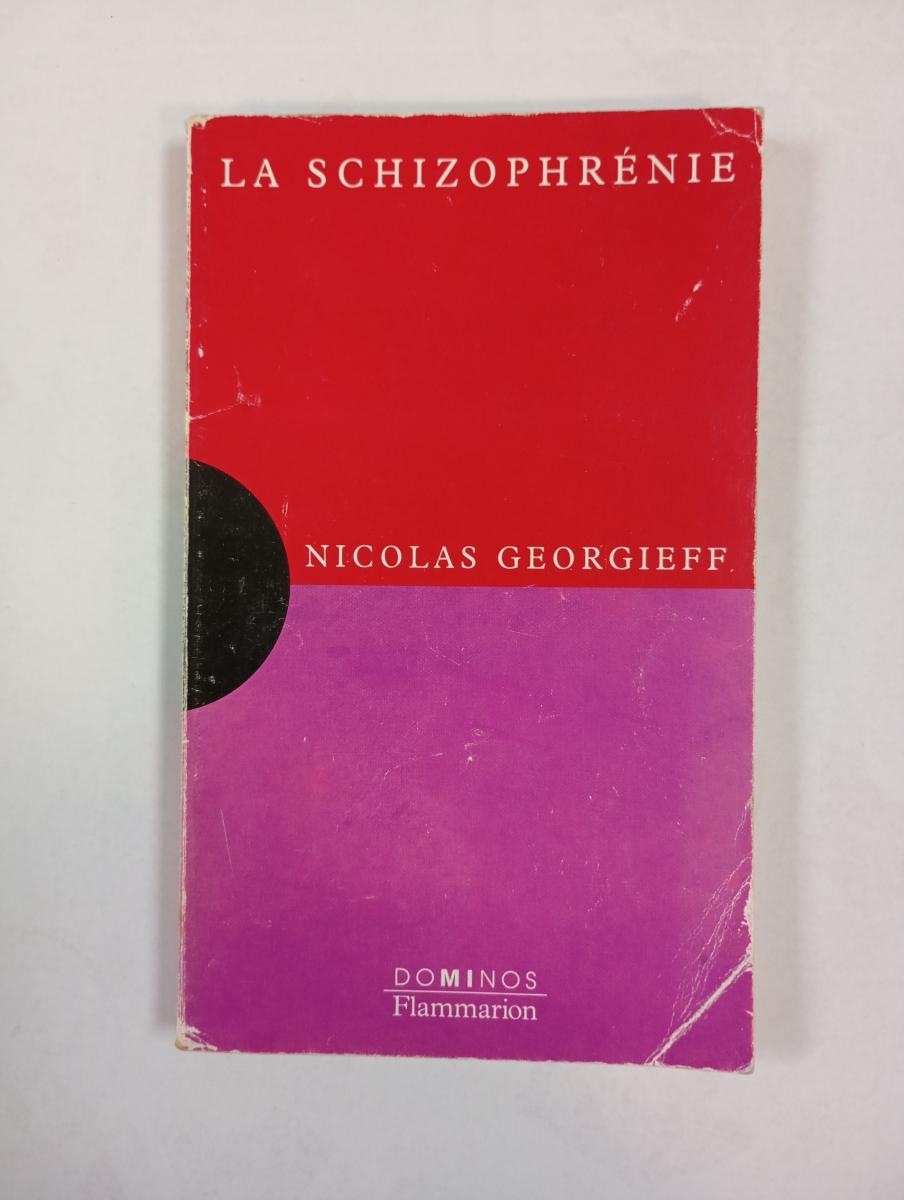 LA SCHIZOPHRÉNIE
NICOLAS GEORGIEFF
DOMINOS
Flammarion